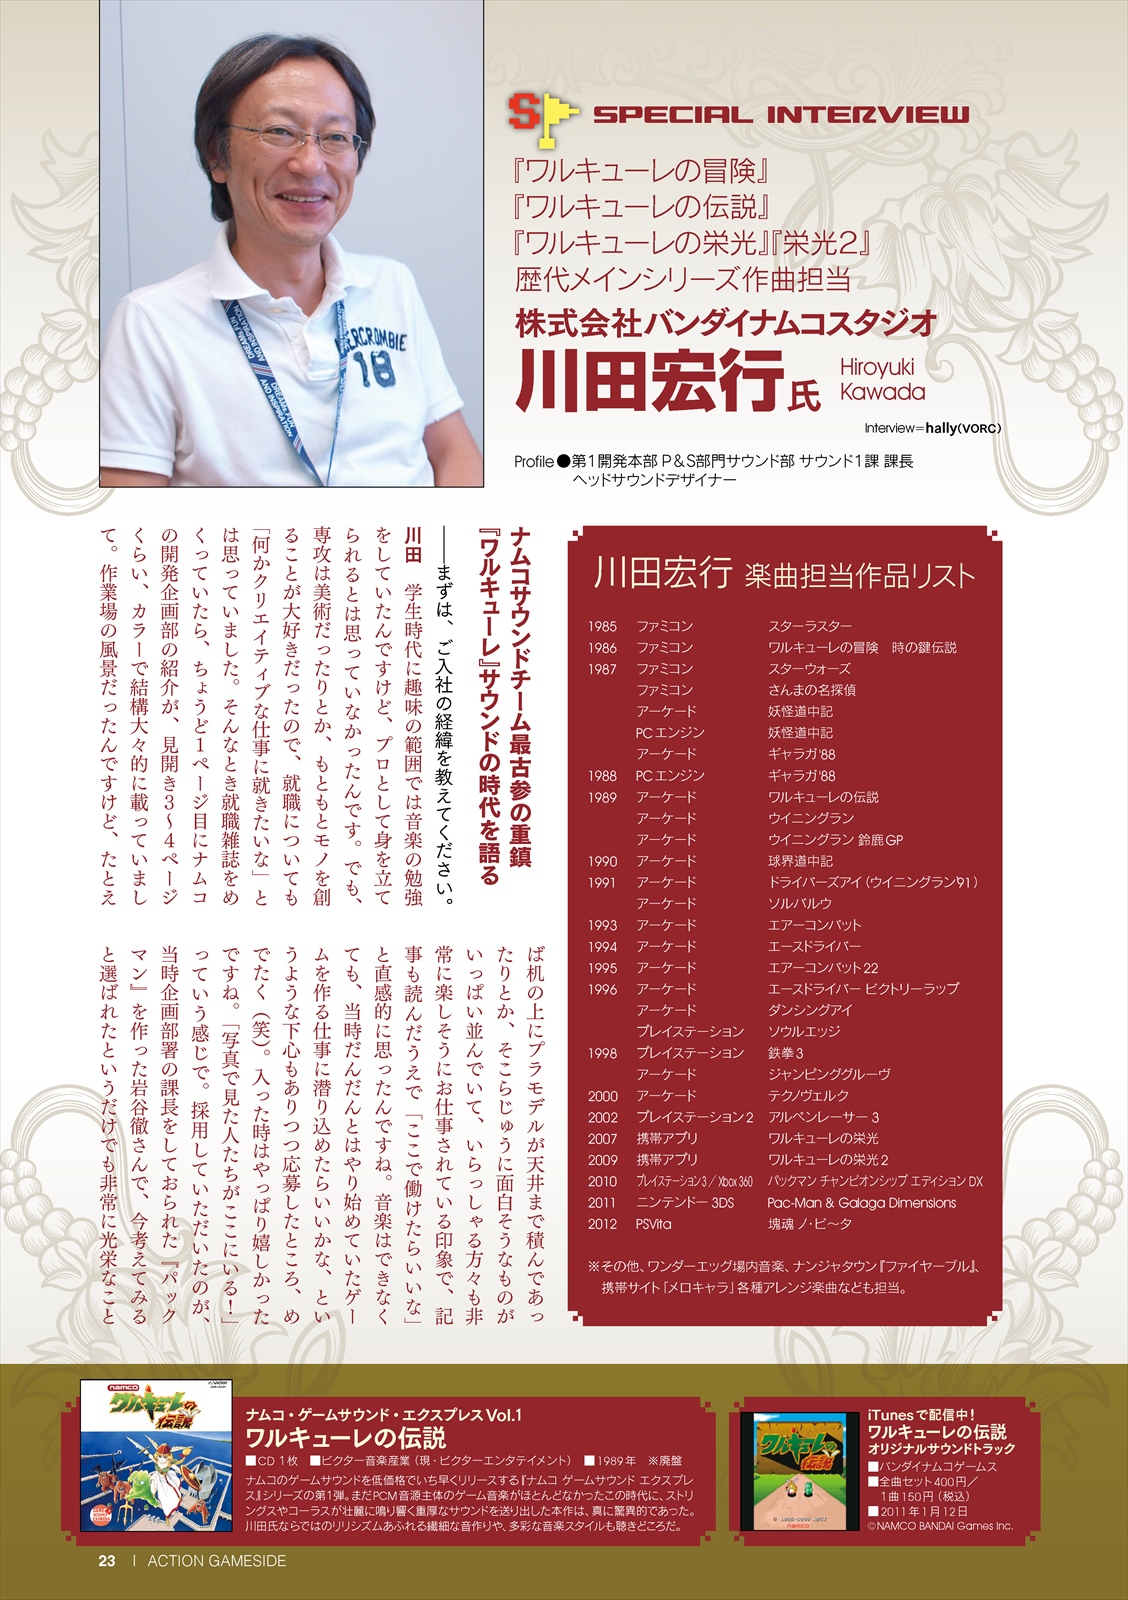 SPECIAL INTERVIEW
『ワルキューレの冒険』
『ワルキューレの伝説』
『ワルキューレの栄光』『栄光2』
歴代メインシリーズ作曲担当
株式会社バンダイナムコスタジオ
川田宏行氏
Hiroyuki
Kawada
Interview=hally(VORC)
Profile●第1開発本部 P&S部門サウンド部 サウンド1課 課長
ヘッドサウンドデザイナー
ナムコサウンドチーム最古参の重鎮
『ワルキューレ』サウンドの時代を語る
――まずは、ご入社の経緯を教えてください。
川田　学生時代に趣味の範囲では音楽の勉強
をしていたんですけど、プロとして身を立て
られるとは思っていなかったんです。でも、
専攻は美術だったりとか、もともとモノを創
ることが大好きだったので、就職についても
「何かクリエイティブな仕事に就きたいな」と
は思っていました。そんなとき就職雑誌をめ
くっていたら、ちょうど1ページ目にナムコ
の開発企画部の紹介が、見開き3〜4ページ
くらい、カラーで結構大々的に載っていまし
て。作業場の風景だったんですけど、たとえ
ば机の上にプラモデルが天井まで積んであっ
たりとか、そこらじゅうに面白そうなものが
いっぱい並んでいて、いらっしゃる方々も非
常に楽しそうにお仕事されている印象で、記
事も読んだうえで「ここで働けたらいいな」
と直感的に思ったんですね。音楽はできなく
ても、当時だんだんとはやり始めていたゲー
ムを作る仕事に潜り込めたらいいかな、とい
うような下心もありつつ応募したところ、め
でたく（笑）。入った時はやっぱり嬉しかった
ですね。「写真で見た人たちがここにいる！」
っていう感じで。採用していただいたのが、
当時企画部署の課長をしておられた『パック
マン』を作った岩谷徹さんで、今考えてみる
と選ばれたというだけでも非常に光栄なこと
川田宏行 楽曲担当作品リスト
1985 ファミコン スターラスター
1986 ファミコン ワルキューレの冒険　時の鍵伝説
1987 ファミコン スターウォーズ
ファミコン さんまの名探偵
アーケード 妖怪道中記
PCエンジン 妖怪道中記
アーケード ギャラガ'88
1988 PCエンジン ギャラガ'88
1989 アーケード ワルキューレの伝説
アーケード ウイニングラン
アーケード ウイニングラン 鈴鹿GP
1990 アーケード 球界道中記
1991 アーケード ドライバーズアイ（ウイニングラン'91）
アーケード ソルバルウ
1993 アーケード エアーコンバット
1994 アーケード エースドライバー
1995 アーケード エアーコンバット22
1996 アーケード エースドライバー ビクトリーラップ
アーケード ダンシングアイ
プレイステーション ソウルエッジ
1998 プレイステーション 鉄拳3
アーケード ジャンピンググルーヴ
2000 アーケード テクノヴェルク
2002 プレイステーション2 アルペンレーサー3
2007 携帯アプリ ワルキューレの栄光
2009 携帯アプリ ワルキューレの栄光2
2010 プレイステーション3／Xbox 360 パックマン チャンピオンシップ エディション DX
2011 ニンテンドー3DS Pac-Man & Galaga Dimensions
2012 PSVita 塊魂 ノ・ビ〜タ
※その他、ワンダーエッグ場内音楽、ナンジャタウン『ファイヤーブル』、
携帯サイト「メロキャラ」各種アレンジ楽曲なども担当。
ナムコ・ゲームサウンド・エクスプレス Vol.1
ワルキューレの伝説
■CD 1枚　■ビクター音楽産業（現・ビクターエンタテイメント）　■1989年　※廃盤
ナムコのゲームサウンドを低価格でいち早くリリースする『ナムコ ゲームサウンド エクスプレ
ス』シリーズの第1弾。まだPCM音源主体のゲーム音楽がほとんどなかったこの時代に、ストリ
ングスやコーラスが壮麗に鳴り響く重厚なサウンドを送り出した本作は、真に驚異的であった。
川田氏ならではのリリシズムあふれる繊細な音作りや、多彩な音楽スタイルも聴きどころだ。
iTunesで配信中！
ワルキューレの伝説
オリジナルサウンドトラック
■バンダイナムコゲームス
■全曲セット400円／
1曲150円（税込）
■2011年1月12日
©NAMCO BANDAI Games Inc.
23 | ACTION GAMESIDE